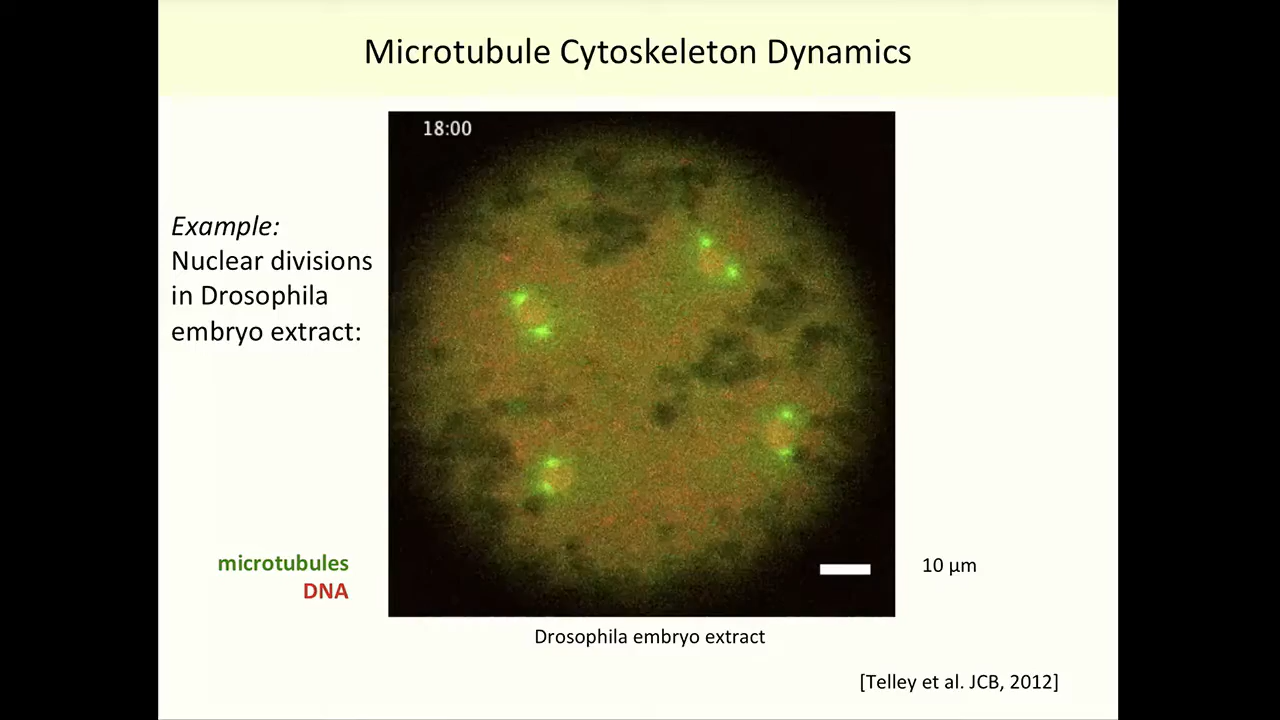 Microtubule Cytoskeleton Dynamics
18:00
Example:
Nuclear divisions
in Drosophila
embryo extract:
microtubules
DNA
10 µm
Drosophila embryo extract
[Telley et al. JCB, 2012]